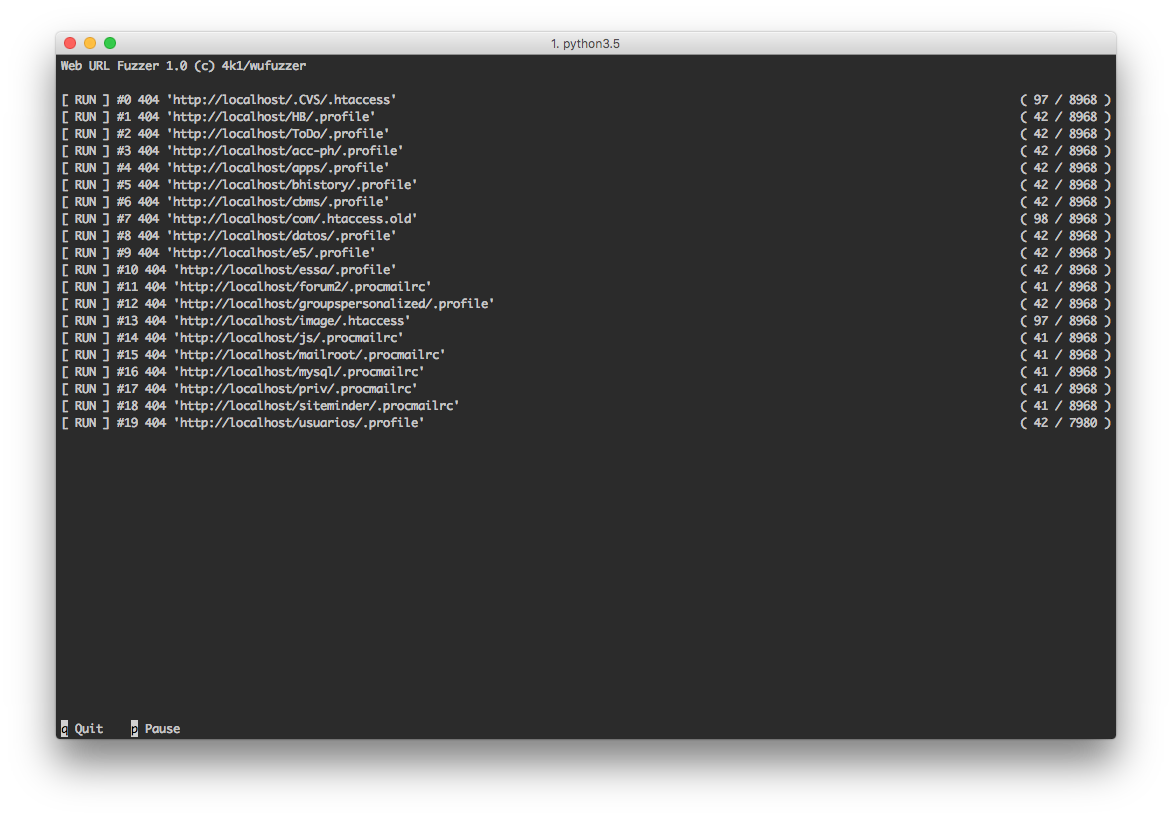 1. python3.5
Web URL Fuzzer 1.0 (c) 4k1/wufuzzer
[ RUN ] #0 404 'http://localhost/.CVS/.htaccess' ( 97 / 8968 )
[ RUN ] #1 404 'http://localhost/HB/.profile' ( 42 / 8968 )
[ RUN ] #2 404 'http://localhost/ToDo/.profile' ( 42 / 8968 )
[ RUN ] #3 404 'http://localhost/acc-ph/.profile' ( 42 / 8968 )
[ RUN ] #4 404 'http://localhost/apps/.profile' ( 42 / 8968 )
[ RUN ] #5 404 'http://localhost/bhistory/.profile' ( 42 / 8968 )
[ RUN ] #6 404 'http://localhost/cbms/.profile' ( 42 / 8968 )
[ RUN ] #7 404 'http://localhost/com/.htaccess.old' ( 98 / 8968 )
[ RUN ] #8 404 'http://localhost/datos/.profile' ( 42 / 8968 )
[ RUN ] #9 404 'http://localhost/e5/.profile' ( 42 / 8968 )
[ RUN ] #10 404 'http://localhost/essa/.profile' ( 42 / 8968 )
[ RUN ] #11 404 'http://localhost/forum2/.procmailrc' ( 41 / 8968 )
[ RUN ] #12 404 'http://localhost/groupspersonalized/.profile' ( 42 / 8968 )
[ RUN ] #13 404 'http://localhost/image/.htaccess' ( 97 / 8968 )
[ RUN ] #14 404 'http://localhost/js/.procmailrc' ( 41 / 8968 )
[ RUN ] #15 404 'http://localhost/mailroot/.procmailrc' ( 41 / 8968 )
[ RUN ] #16 404 'http://localhost/mysql/.procmailrc' ( 41 / 8968 )
[ RUN ] #17 404 'http://localhost/priv/.procmailrc' ( 41 / 8968 )
[ RUN ] #18 404 'http://localhost/siteminder/.procmailrc' ( 41 / 8968 )
[ RUN ] #19 404 'http://localhost/usuarios/.profile' ( 42 / 7980 )
q Quit p Pause